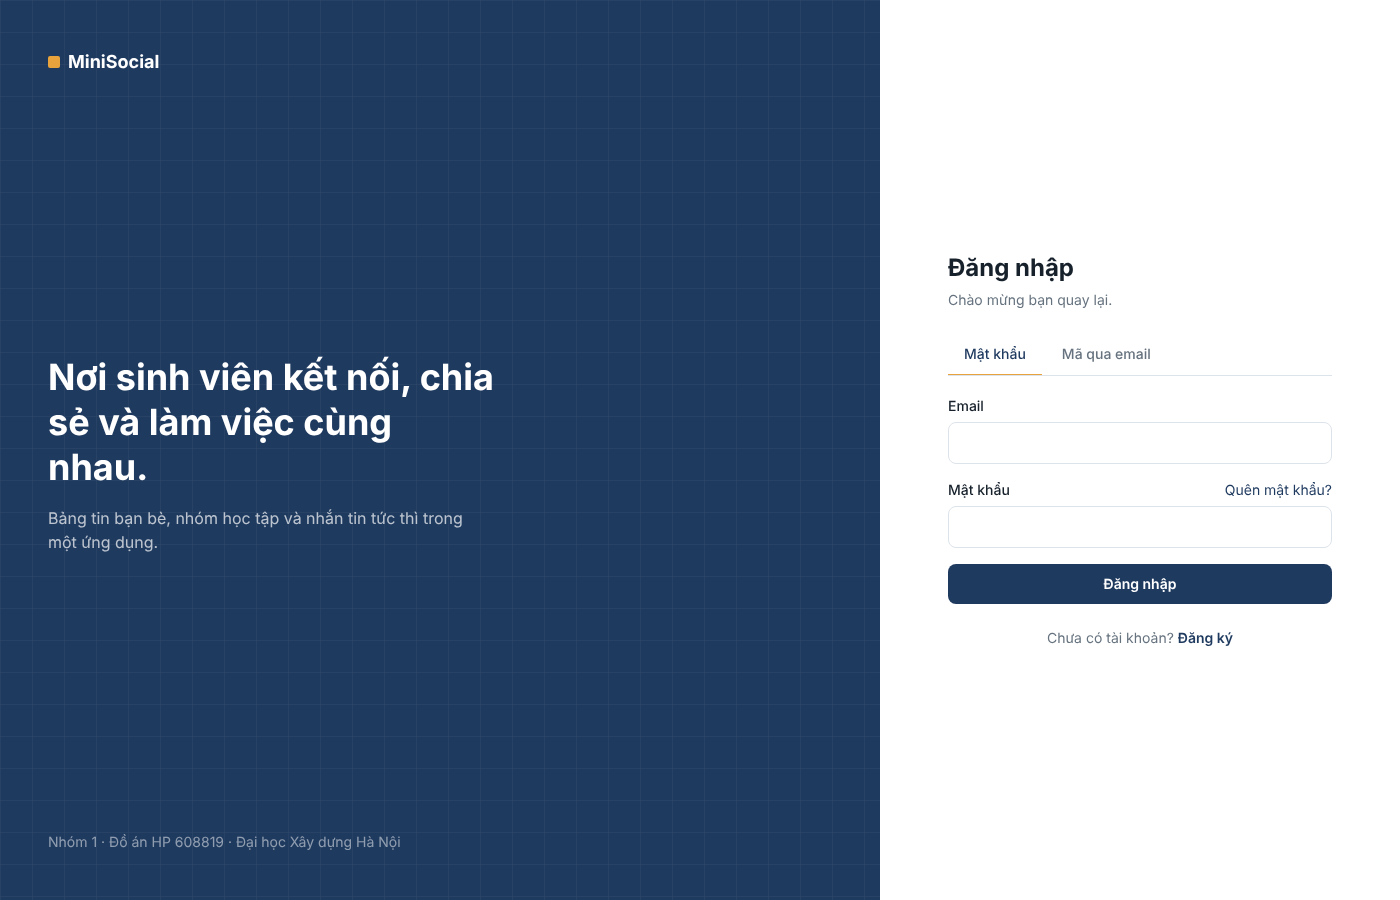 MiniSocial
Nơi sinh viên kết nối, chia
sẻ và làm việc cùng
nhau.
Bảng tin bạn bè, nhóm học tập và nhắn tin tức thì trong
một ứng dụng.
Nhóm 1 · Đồ án HP 608819 · Đại học Xây dựng Hà Nội
Đăng nhập
Chào mừng bạn quay lại.
Mật khẩu
Mã qua email
Email
Mật khẩu
Quên mật khẩu?
Đăng nhập
Chưa có tài khoản? Đăng ký